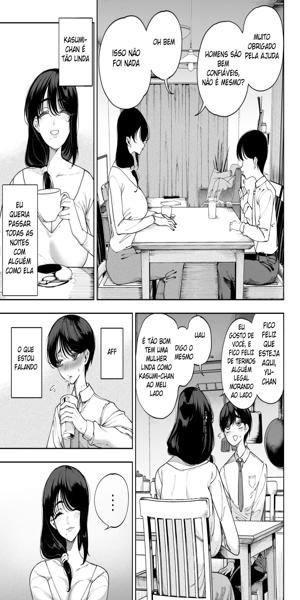 MUITO
OBRIGADO
PELA AJUDA
HOMENS SÃO
BEM
CONFIÁVEIS,
NÃO É MESMO?
OH BEM
ISSO NÃO
FOI NADA
KASUMI-
CHAN É
TÃO LINDA
EU
QUERIA
PASSAR
TODAS AS
NOITES
COM
ALGUÉM
COMO ELA
FICO
FELIZ
QUE
ESTEJA
AQUI,
YU-
CHAN
EU
GOSTO DE
VOCÊ, E FICO
FELIZ DE
TERMOS
ALGUÉM
LEGAL
MORANDO
AO LADO
UAU
DIGO O
MESMO
É TÃO BOM
TEM UMA
MULHER
LINDA COMO
KASUMI-CHAN
AO MEU
LADO
AFF
O QUE
ESTOU
FALANDO
...